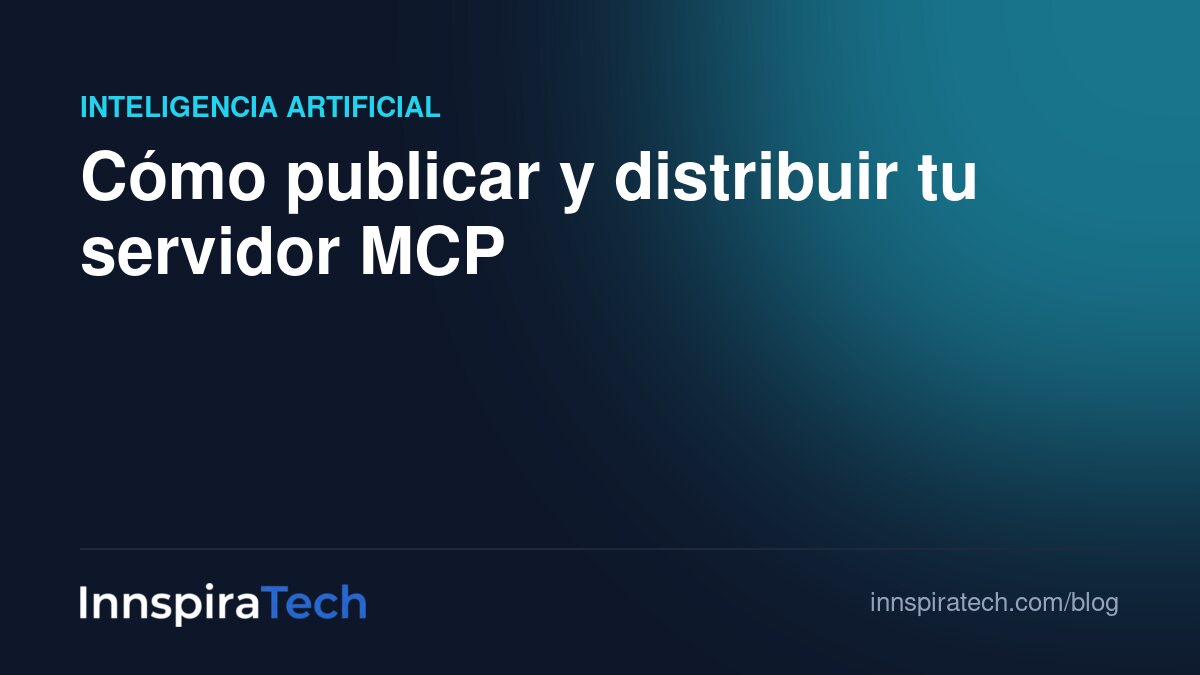 INTELIGENCIA ARTIFICIAL
Cómo publicar y distribuir tu
servidor MCP
InnspiraTech
innspiratech.com/blog